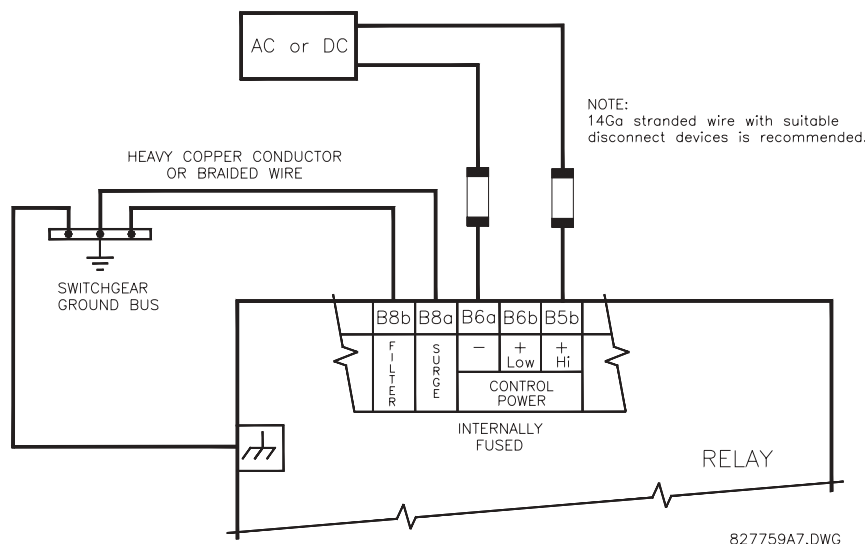 AC or DC
NOTE:
14Ga stranded wire with suitable
disconnect devices is recommended.
HEAVY COPPER CONDUCTOR
OR BRAIDED WIRE
SWITCHGEAR
GROUND BUS
B8b B8a B6a B6b B5b
FILTER
SURGE
−
+
Low
+
Hi
CONTROL
POWER
INTERNALLY
FUSED
RELAY
827759A7.DWG